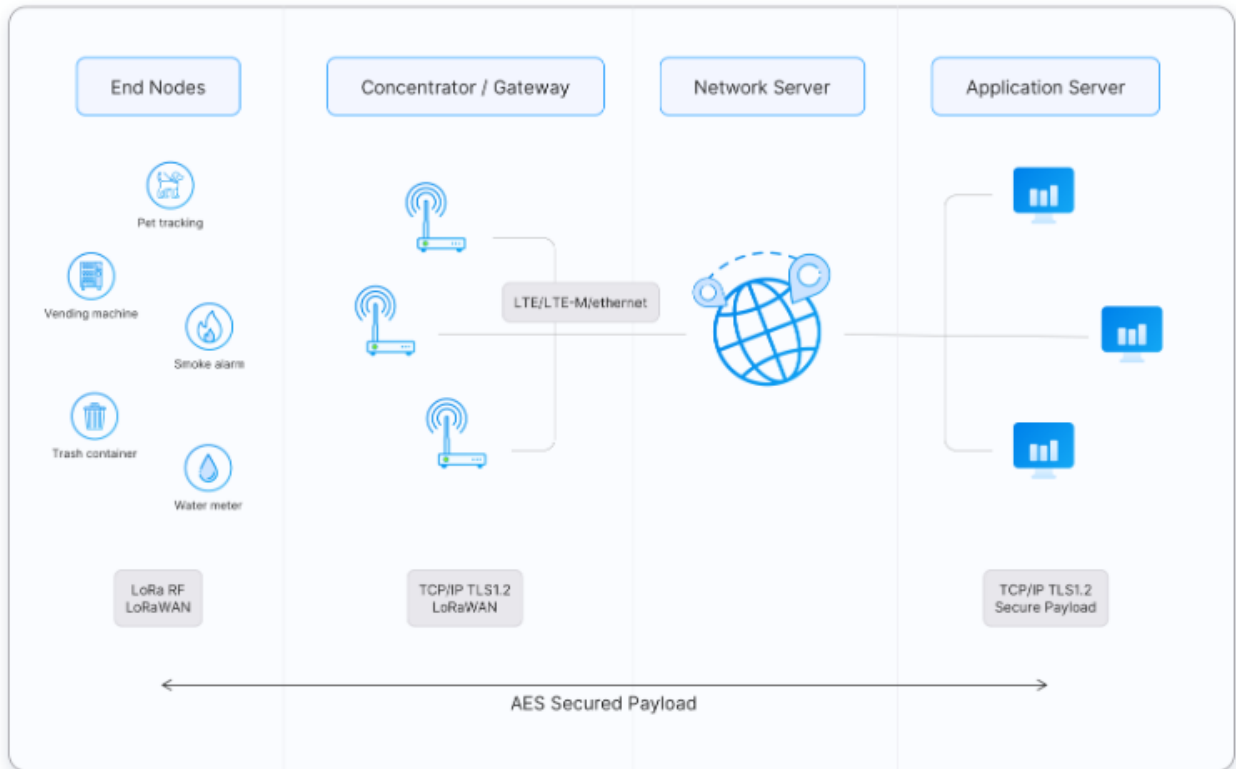 End Nodes
Concentrator / Gateway
Network Server
Application Server
Pet tracking
Vending machine
Smoke alarm
Trash container
Water meter
LTE/LTE-M/ethernet
LoRa RF
LoRaWAN
TCP/IP TLS1.2
LoRaWAN
TCP/IP TLS1.2
Secure Payload
AES Secured Payload